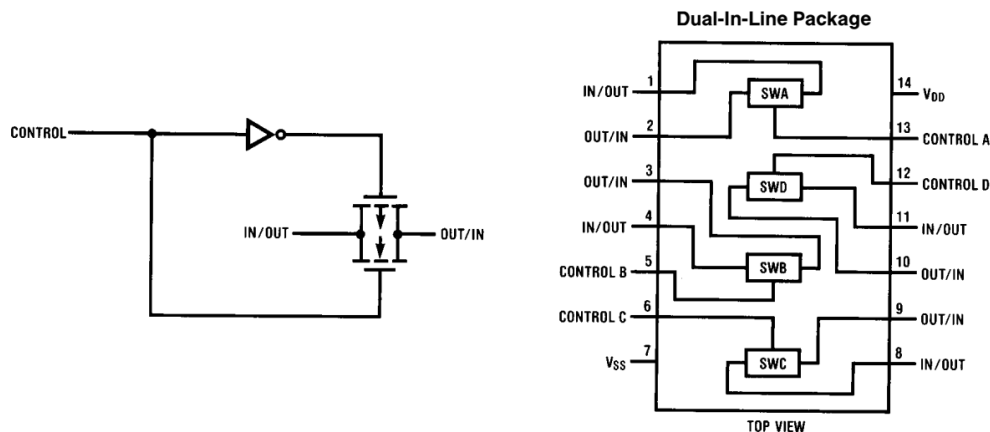 CONTROL
IN/OUT
OUT/IN
Dual-In-Line Package
IN/OUT 1
OUT/IN 2
OUT/IN 3
IN/OUT 4
CONTROL B 5
CONTROL C 6
VSS 7
SWA
SWD
SWB
SWC
14 VDD
13 CONTROL A
12 CONTROL D
11 IN/OUT
10 OUT/IN
9 OUT/IN
8 IN/OUT
TOP VIEW